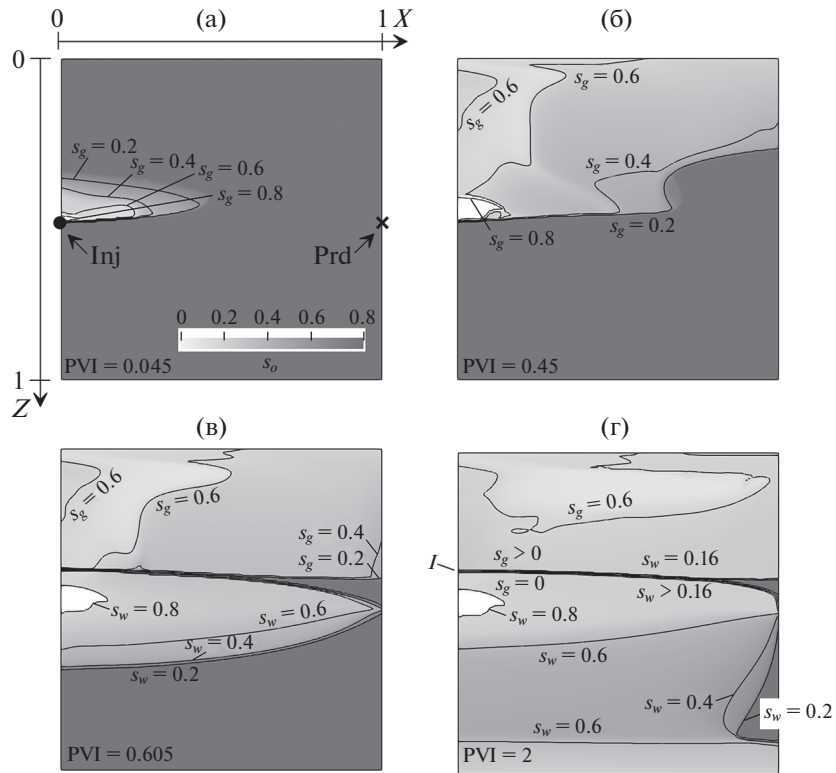 (а)
0 1 X
0
s_g = 0.2
s_g = 0.4
s_g = 0.6
s_g = 0.8
Inj
Prd
0 0.2 0.4 0.6 0.8
s_o
PVI = 0.045
1
Z
(б)
s_g = 0.6
s_g = 0.6
s_g = 0.4
s_g = 0.8
s_g = 0.2
PVI = 0.45
(в)
s_g = 0.6
s_g = 0.6
s_g = 0.4
s_g = 0.2
s_w = 0.8
s_w = 0.6
s_w = 0.4
s_w = 0.2
PVI = 0.605
(г)
s_g = 0.6
s_g > 0
s_w = 0.16
I
s_g = 0
s_w > 0.16
s_w = 0.8
s_w = 0.6
s_w = 0.4
s_w = 0.2
s_w = 0.6
PVI = 2